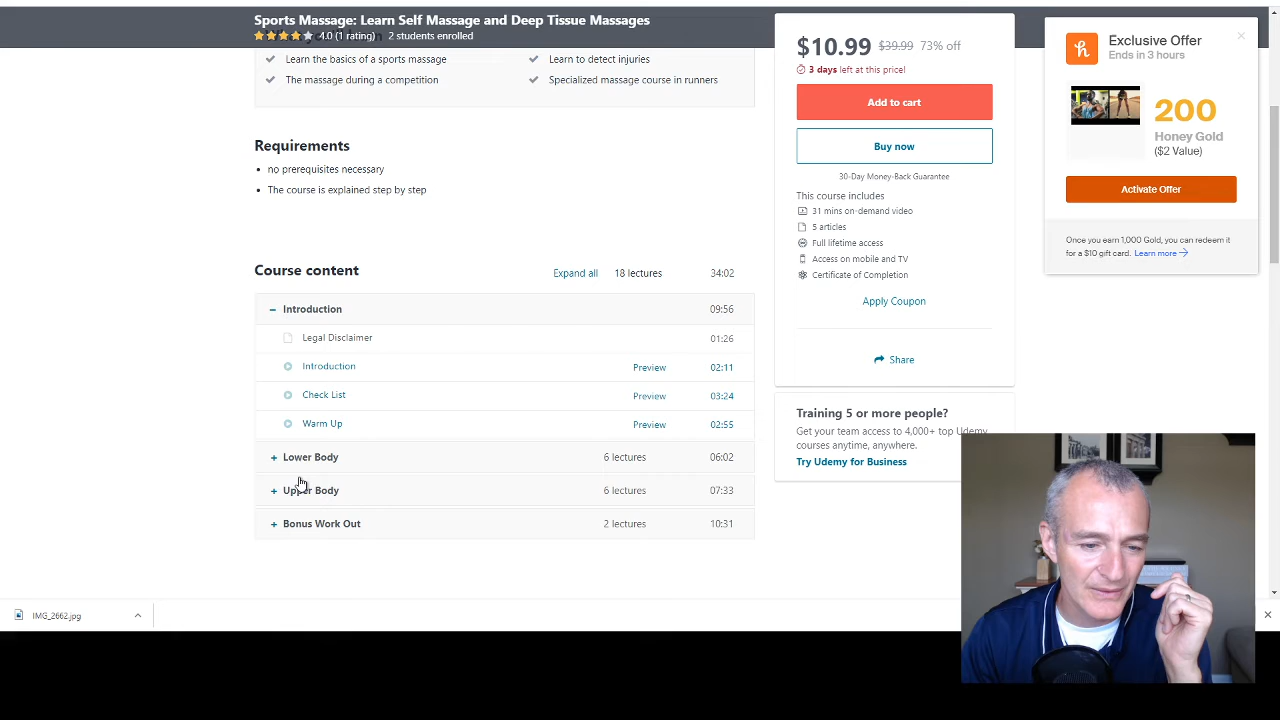 Sports Massage: Learn Self Massage and Deep Tissue Massages
4.0 (1 rating) 2 students enrolled
Learn the basics of a sports massage
Learn to detect injuries
The massage during a competition
Specialized massage course in runners
Requirements
no prerequisites necessary
The course is explained step by step
Course content
Expand all 18 lectures 34:02
Introduction 09:56
Legal Disclaimer 01:26
Introduction Preview 02:11
Check List Preview 03:24
Warm Up Preview 02:55
Lower Body 6 lectures 06:02
Upper Body 6 lectures 07:33
Bonus Work Out 2 lectures 10:31
$10.99 $39.99 73% off
3 days left at this price!
Add to cart
Buy now
30-Day Money-Back Guarantee
This course includes
31 mins on-demand video
5 articles
Full lifetime access
Access on mobile and TV
Certificate of Completion
Apply Coupon
Share
Training 5 or more people?
Get your team access to 4,000+ top Udemy
courses anytime, anywhere.
Try Udemy for Business
Exclusive Offer
Ends in 3 hours
200
Honey Gold
($2 Value)
Activate Offer
Once you earn 1,000 Gold, you can redeem it
for a $10 gift card. Learn more
IMG_2662.jpg